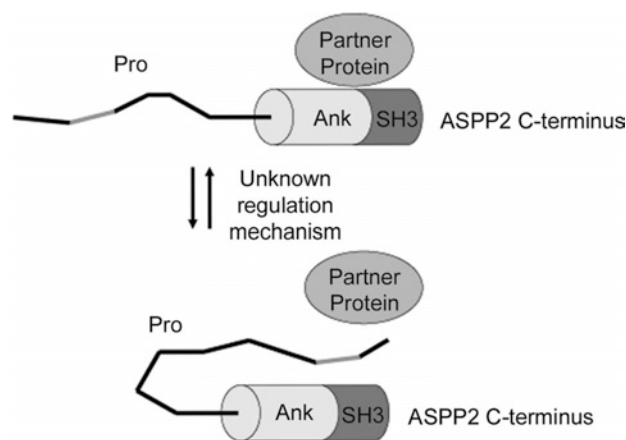 Partner
Protein
Pro
Ank
SH3
ASPP2 C-terminus
Unknown
regulation
mechanism
Partner
Protein
Pro
Ank
SH3
ASPP2 C-terminus